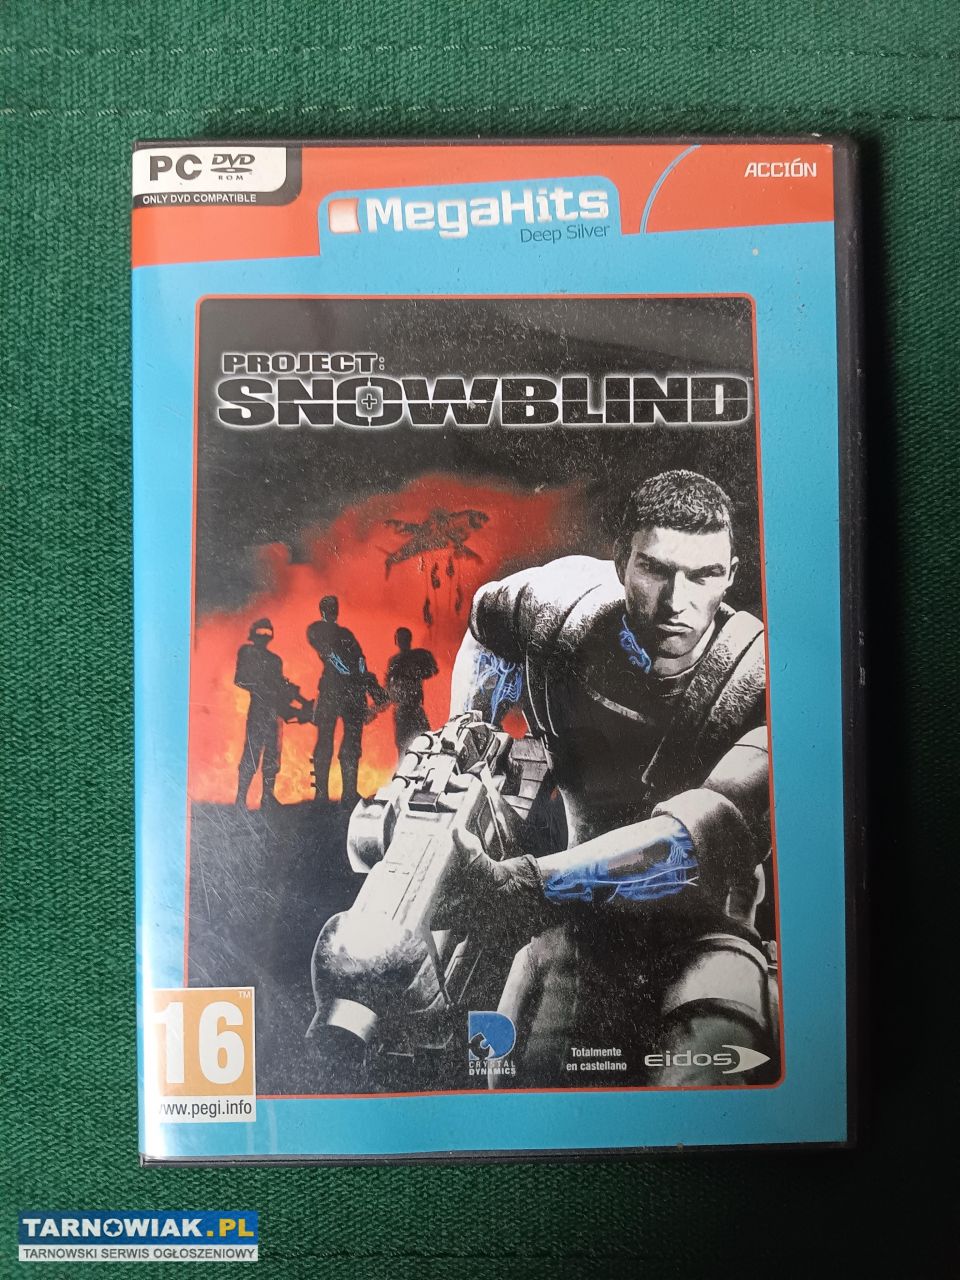 PC DVD
ROM
ONLY DVD COMPATIBLE
MegaHits
Deep Silver
ACCIÓN
PROJECT:
SNOWBLIND
16™
www.pegi.info
CRYSTAL
DYNAMICS
Totalmente
en castellano
eidos
TARNOWIAK.PL
TARNOWSKI SERWIS OGŁOSZENIOWY